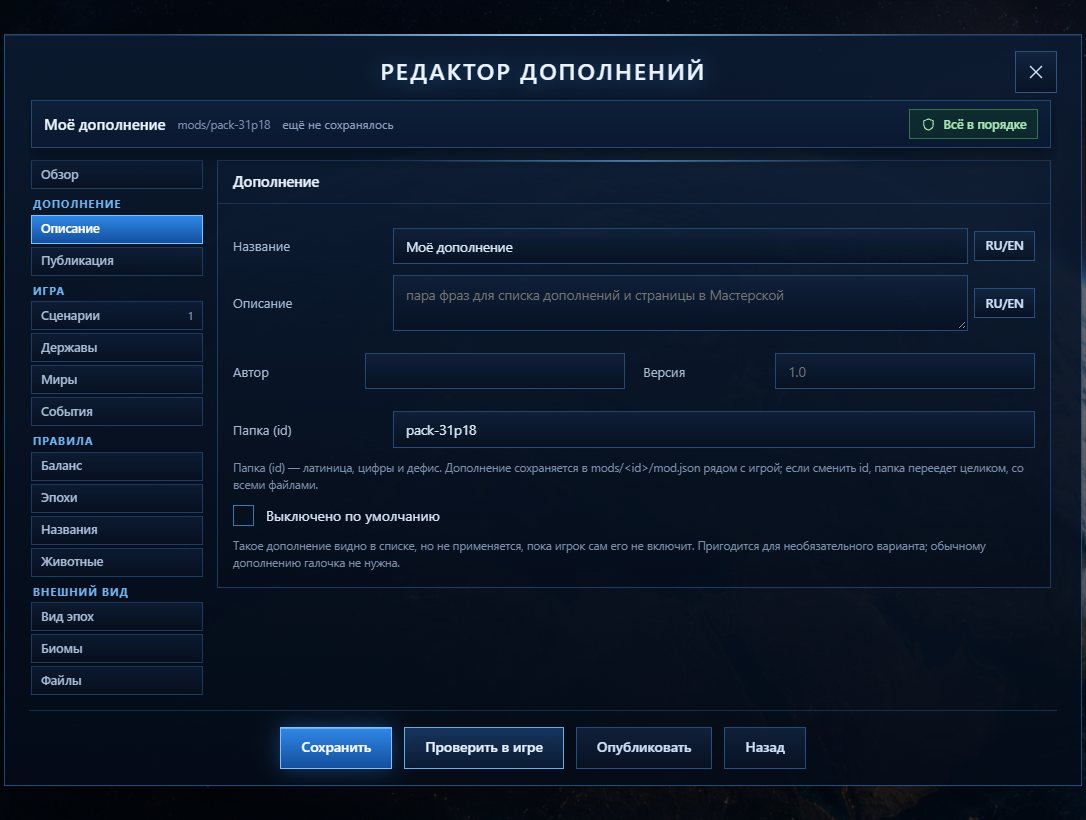 РЕДАКТОР ДОПОЛНЕНИЙ
Моё дополнение mods/pack-31p18 ещё не сохранялось
Всё в порядке
Обзор
ДОПОЛНЕНИЕ
Описание
Публикация
ИГРА
Сценарии 1
Державы
Миры
События
ПРАВИЛА
Баланс
Эпохи
Названия
Животные
ВНЕШНИЙ ВИД
Вид эпох
Биомы
Файлы
Дополнение
Название Моё дополнение RU/EN
Описание пара фраз для списка дополнений и страницы в Мастерской RU/EN
Автор Версия 1.0
Папка (id) pack-31p18
Папка (id) — латиница, цифры и дефис. Дополнение сохраняется в mods/<id>/mod.json рядом с игрой; если сменить id, папка переедет целиком, со
всеми файлами.
Выключено по умолчанию
Такое дополнение видно в списке, но не применяется, пока игрок сам его не включит. Пригодится для необязательного варианта; обычному
дополнению галочка не нужна.
Сохранить Проверить в игре Опубликовать Назад